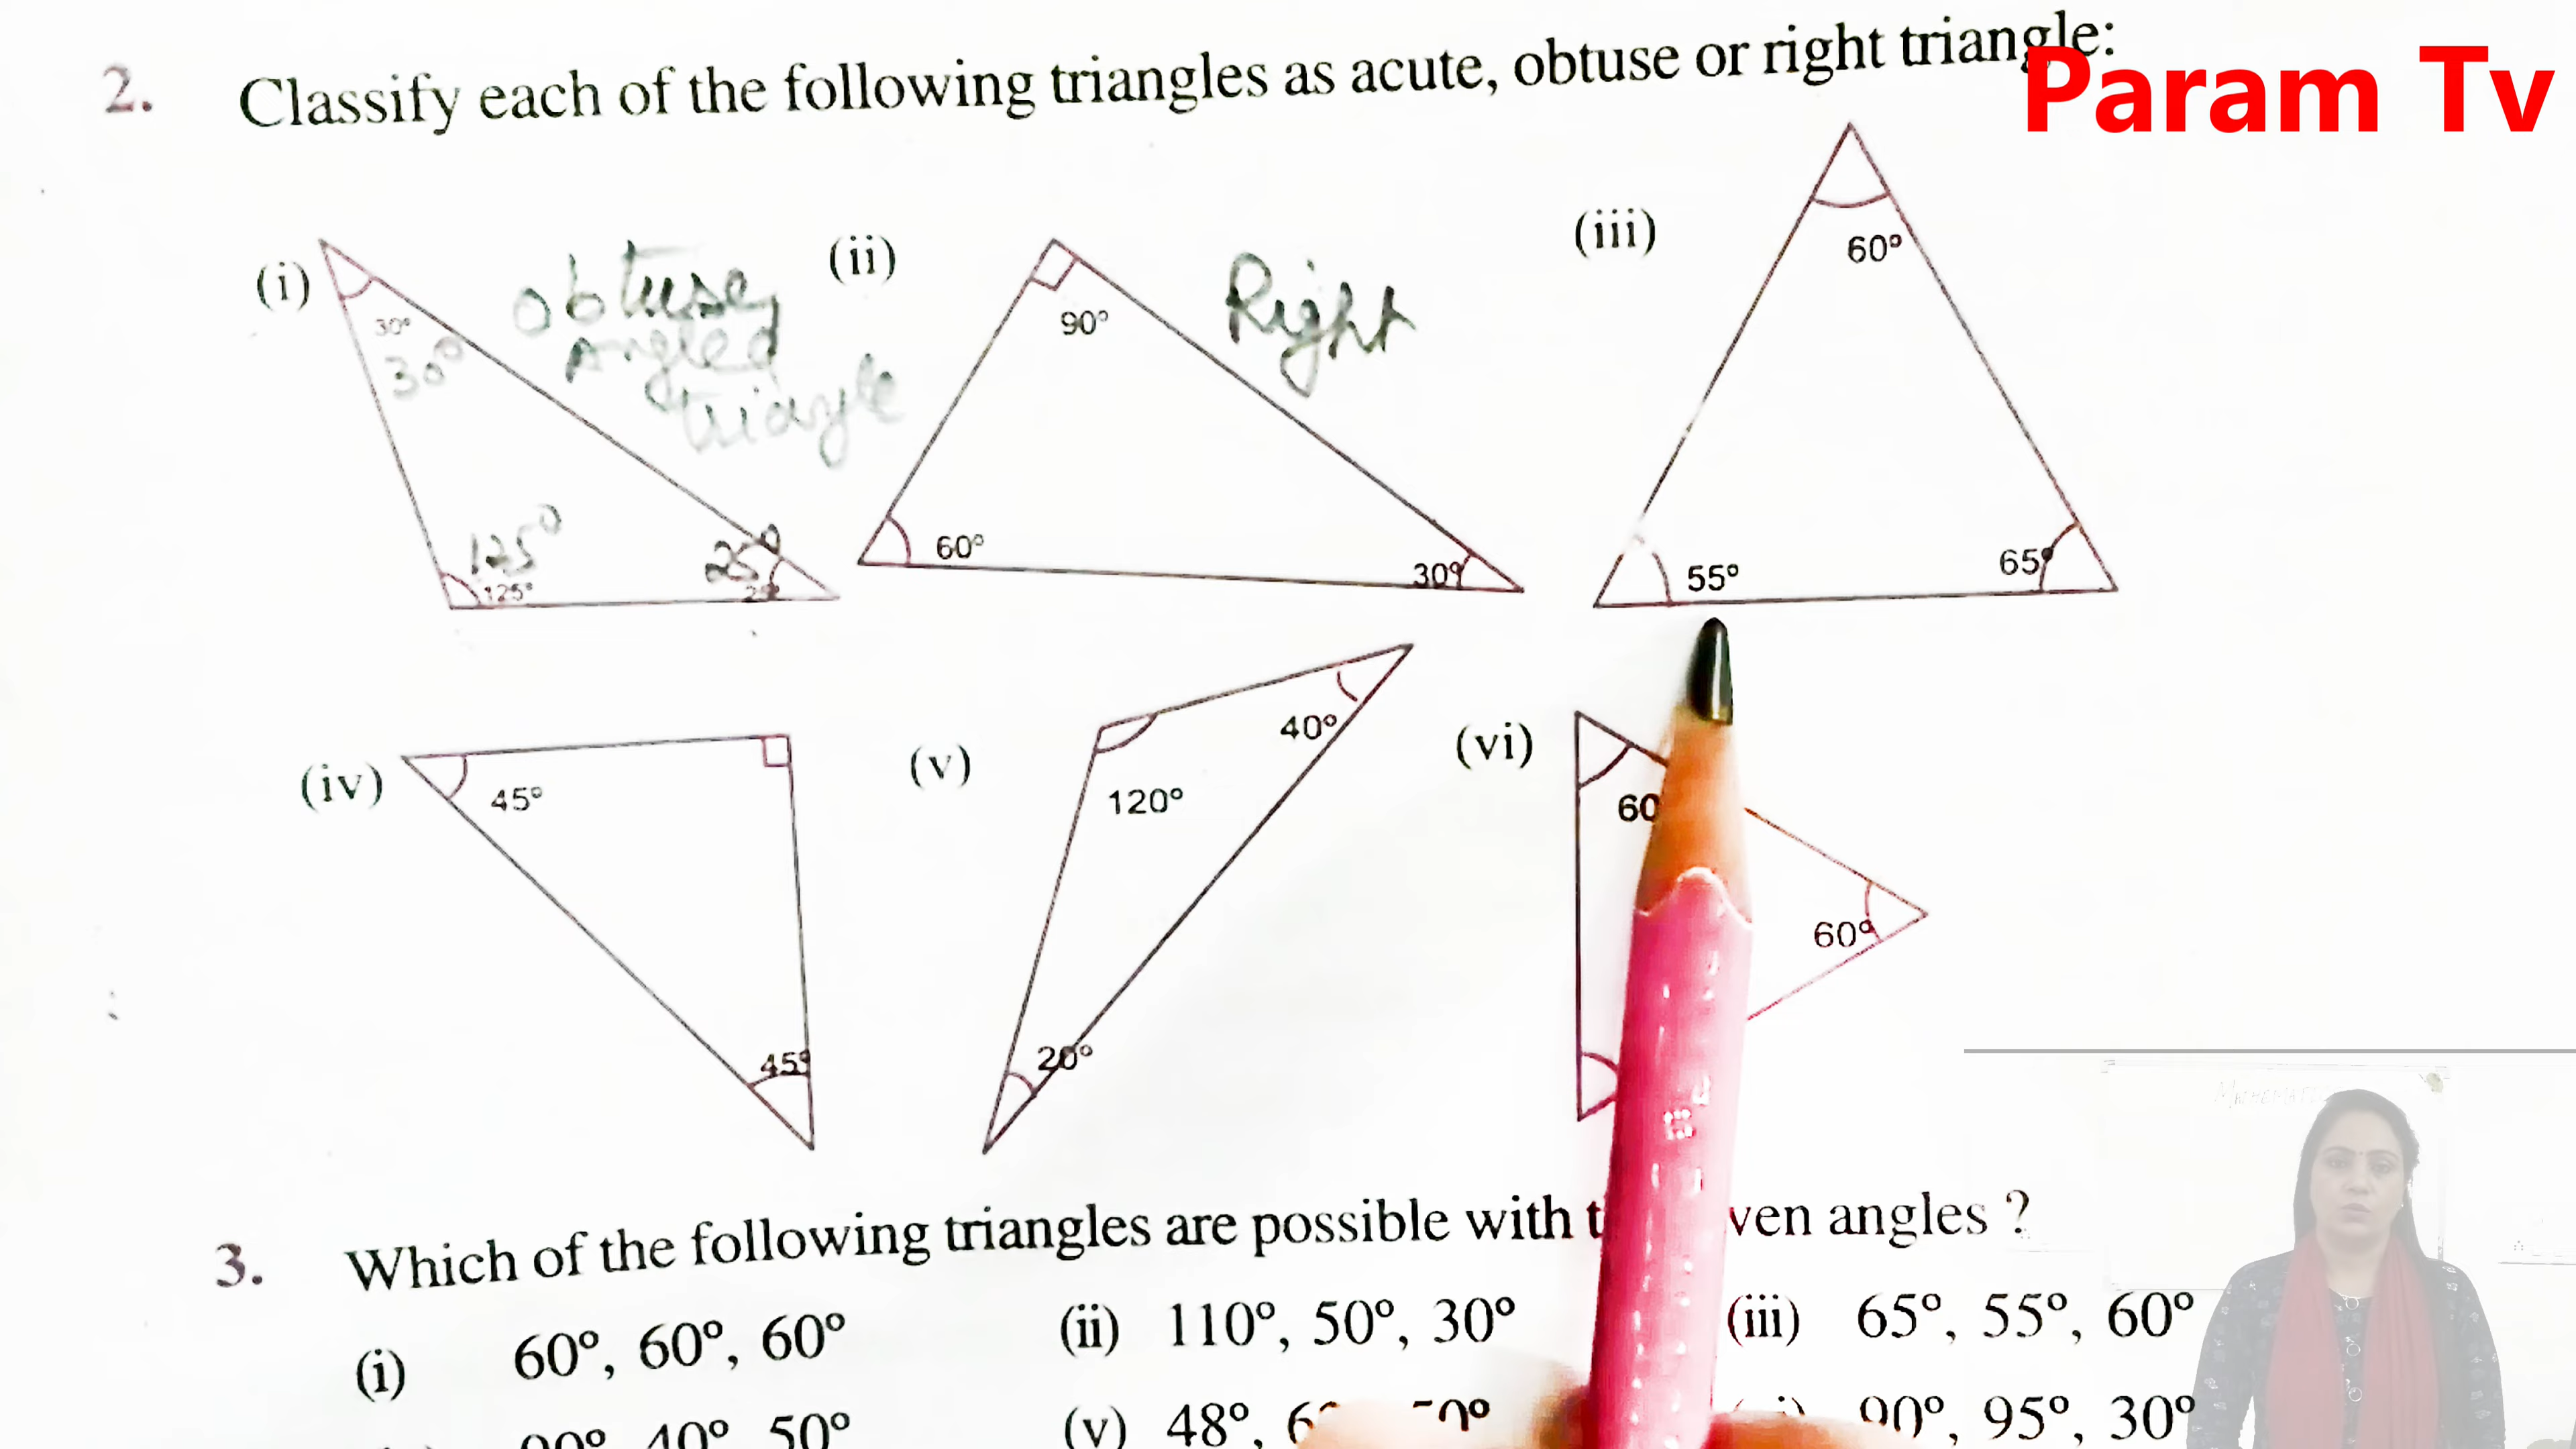 2. Classify each of the following triangles as acute, obtuse or right triangle:
Param Tv
(i)
30°
30°
125°
125°
25°
obtuse
Angled
triangle
(ii)
90°
60°
30°
Right
(iii)
60°
55°
65°
(iv)
45°
45°
(v)
40°
120°
20°
(vi)
60
60°
3. Which of the following triangles are possible with angles ?
(i) 60°, 60°, 60°
(ii) 110°, 50°, 30°
(iii) 65°, 55°, 60°
40°, 50°
(v) 48°,
90°, 95°, 30°